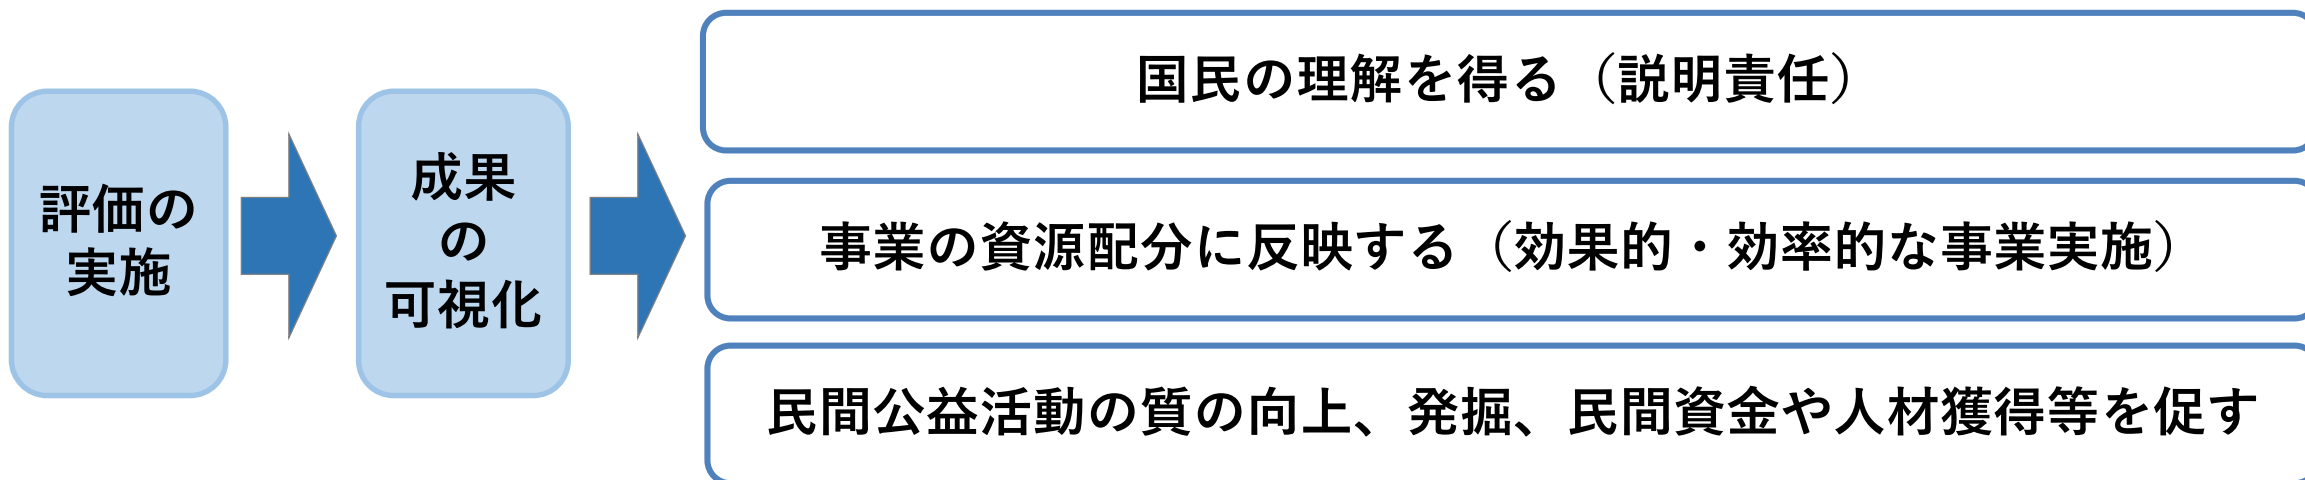 評価の
実施
成果
の
可視化
国民の理解を得る（説明責任）
事業の資源配分に反映する（効果的・効率的な事業実施）
民間公益活動の質の向上、発掘、民間資金や人材獲得等を促す